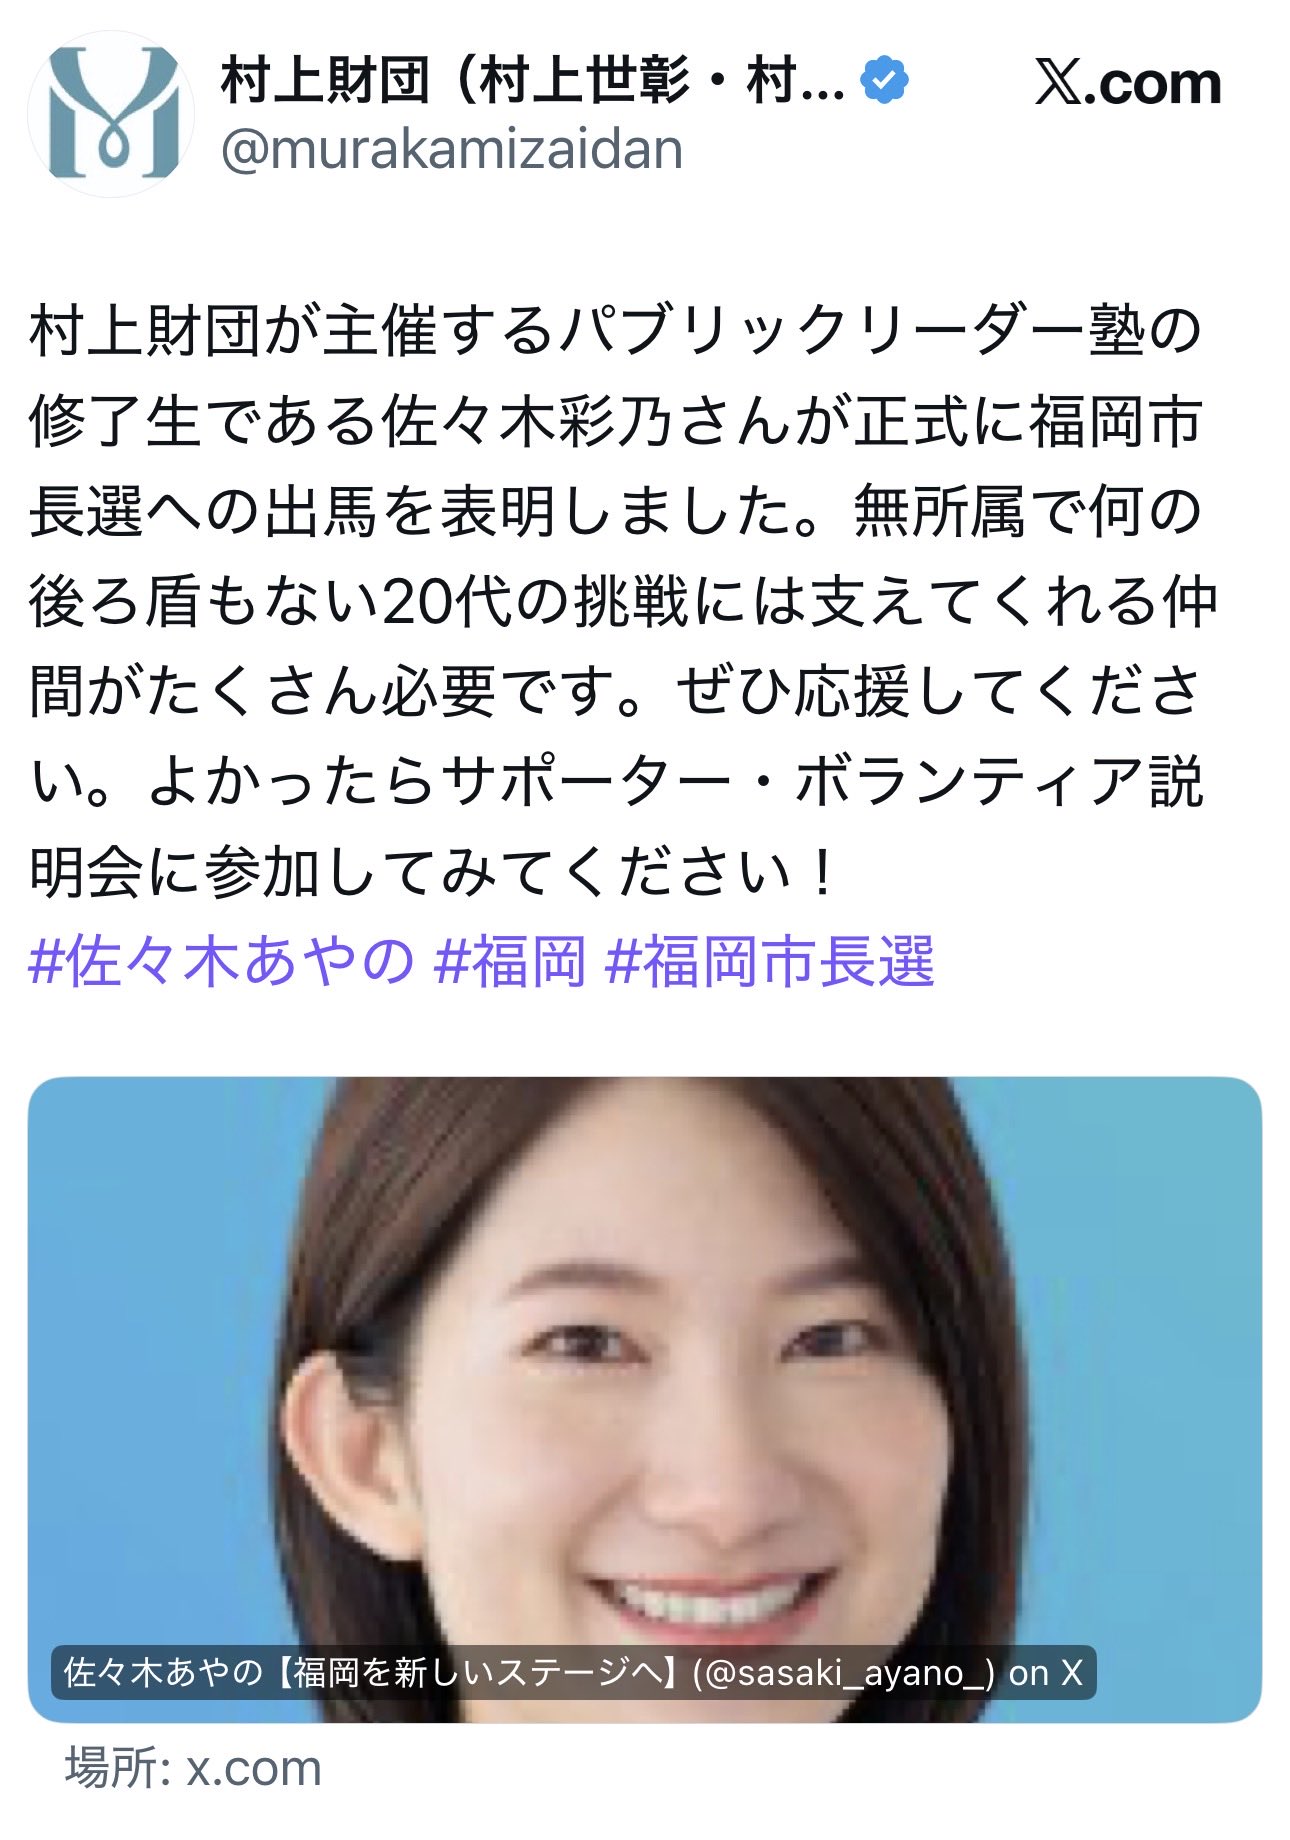 村上財団（村上世彰・村...
X.com
@murakamizaidan
村上財団が主催するパブリックリーダー塾の
修了生である佐々木彩乃さんが正式に福岡市
長選への出馬を表明しました。無所属で何の
後ろ盾もない20代の挑戦には支えてくれる仲
間がたくさん必要です。ぜひ応援してくださ
い。よかったらサポーター・ボランティア説
明会に参加してみてください！
#佐々木あやの #福岡 #福岡市長選
佐々木あやの【福岡を新しいステージへ】(@sasaki_ayano_) on X
場所: x.com